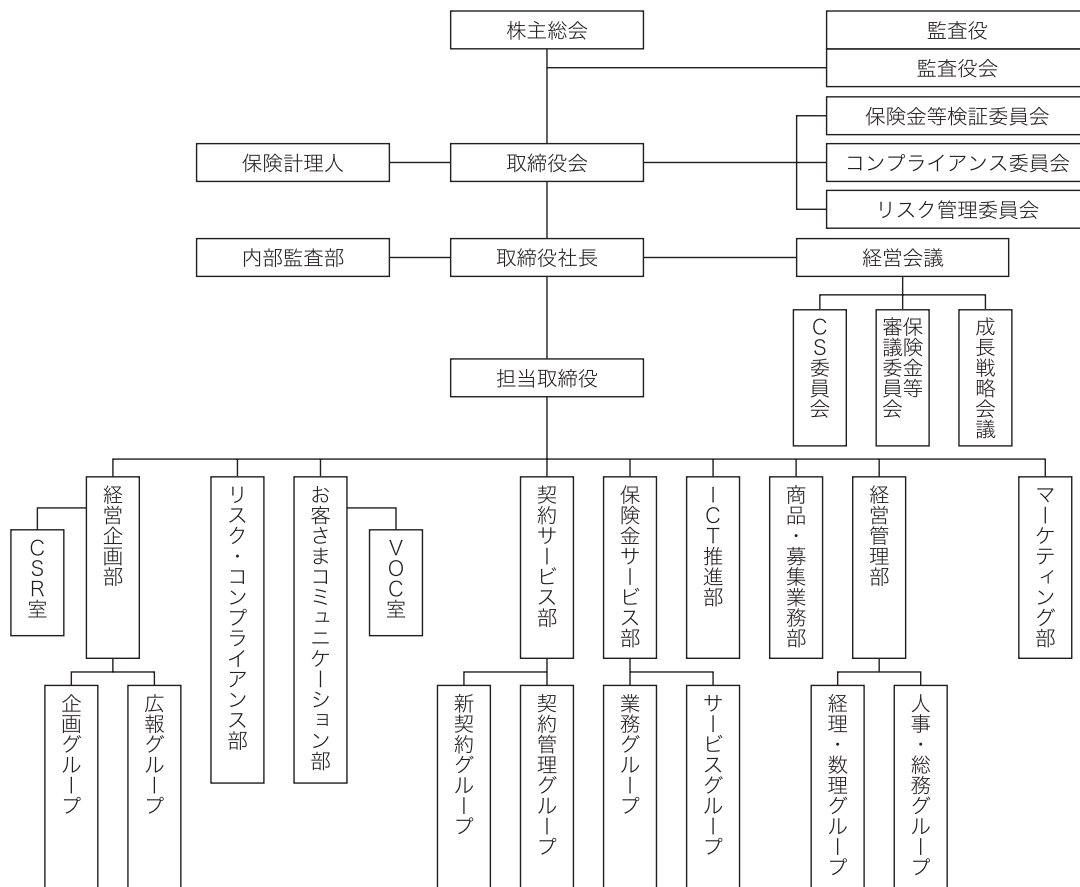 株主総会
監査役
監査役会
保険金等検証委員会
保険計理人
取締役会
コンプライアンス委員会
リスク管理委員会
内部監査部
取締役社長
経営会議
CS委員会
保険金等
審議委員会
成長戦略会議
担当取締役
経営企画部
CSR室
リスク・コンプライアンス部
お客さまコミュニケーション部
VOC室
契約サービス部
保険金サービス部
ICT推進部
商品・募集業務部
経営管理部
マーケティング部
企画グループ
広報グループ
新契約グループ
契約管理グループ
業務グループ
サービスグループ
経理・数理グループ
人事・総務グループ